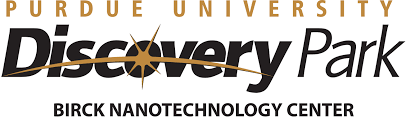 PURDUE UNIVERSITY
Discovery Park
BIRCK NANOTECHNOLOGY CENTER